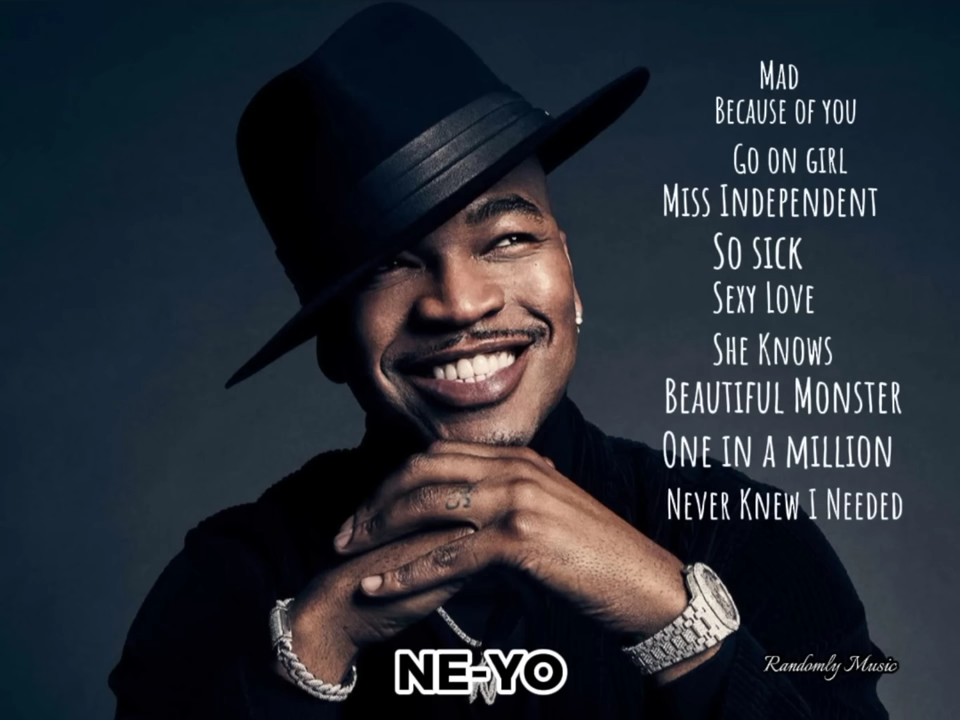 Mad
Because of you
Go on girl
Miss Independent
So sick
Sexy Love
She Knows
Beautiful Monster
One in a million
Never Knew I Needed
NE-YO
Randomly Music